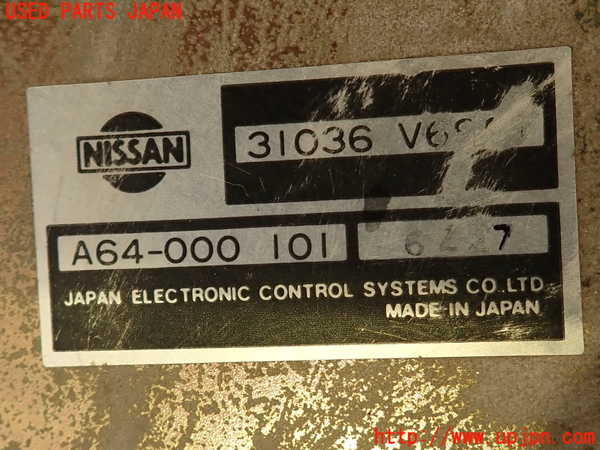 USED PARTS JAPAN
NISSAN
31036
A64-000 101
JAPAN ELECTRONIC CONTROL SYSTEMS CO.LTD.
MADE IN JAPAN
http://www.upjpn.com